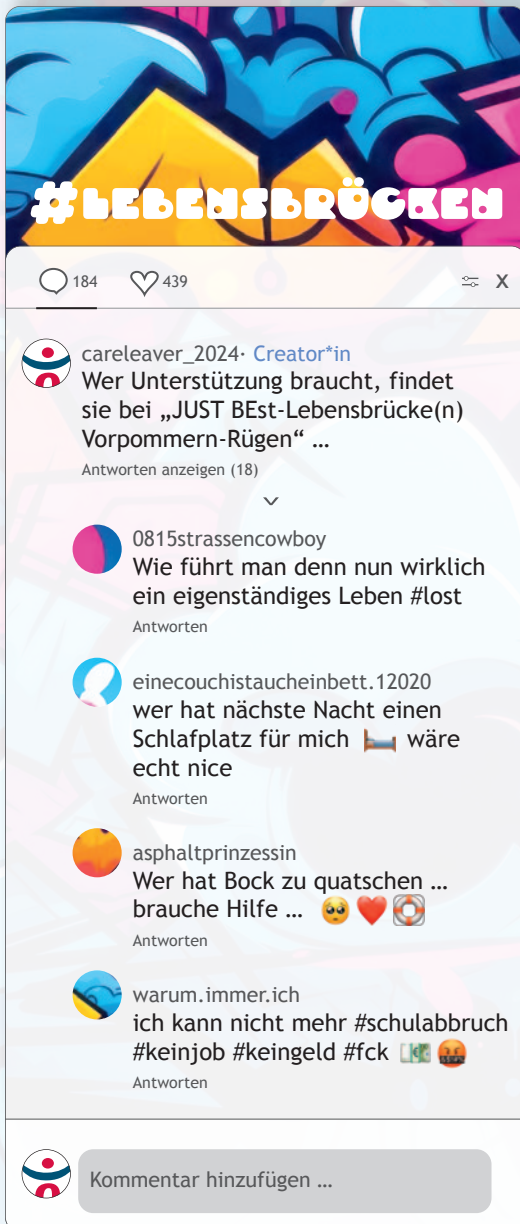 #LEBENSBRÜCKEN
184 439 X
careleaver_2024· Creator*in
Wer Unterstützung braucht, findet
sie bei „JUST BEst-Lebensbrücke(n)
Vorpommern-Rügen“ …
Antworten anzeigen (18)
0815strassencowboy
Wie führt man denn nun wirklich
ein eigenständiges Leben #lost
Antworten
einecouchistaucheinbett.12020
wer hat nächste Nacht einen
Schlafplatz für mich 🛏️ wäre
echt nice
Antworten
asphaltprinzessin
Wer hat Bock zu quatschen …
brauche Hilfe … 🥺❤️🛟
Antworten
warum.immer.ich
ich kann nicht mehr #schulabbruch
#keinjob #keingeld #fck 💶🤬
Antworten
Kommentar hinzufügen …